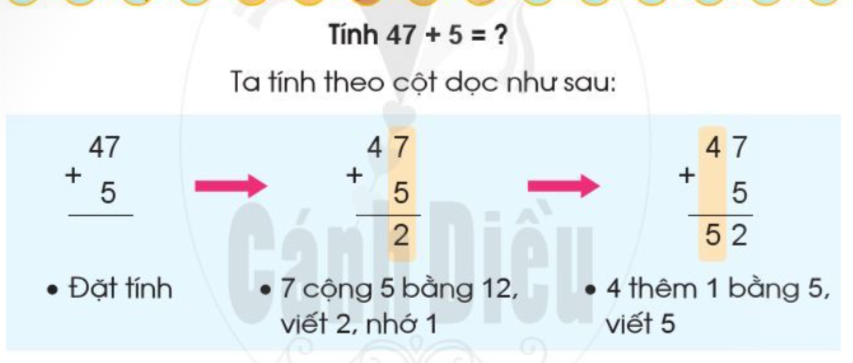 Tính 47 + 5 = ?
Ta tính theo cột dọc như sau:
47
+
5
4 7
+
5
2
4 7
+
5
5 2
• Đặt tính
• 7 cộng 5 bằng 12,
viết 2, nhớ 1
• 4 thêm 1 bằng 5,
viết 5
Cánh Diều